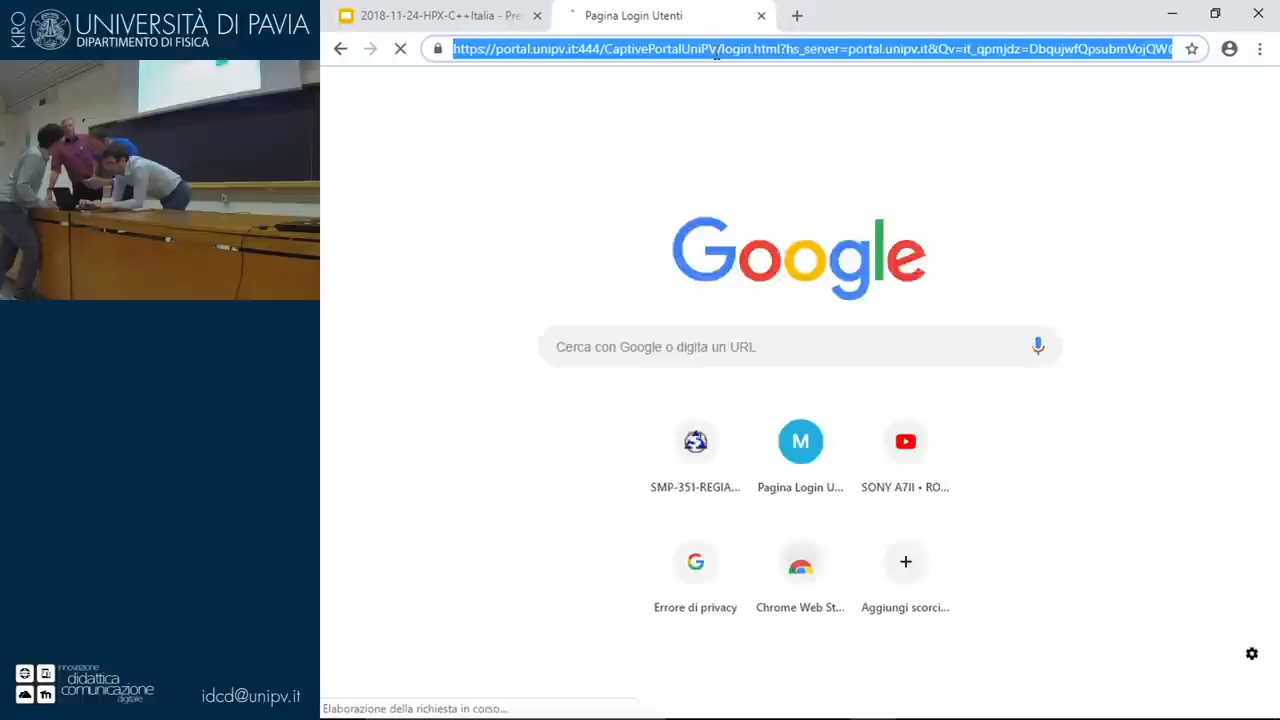 KIRO
UNIVERSITÀ DI PAVIA
DIPARTIMENTO DI FISICA
2018-11-24-HPX-C++Italia - Pre
Pagina Login Utenti
https://portal.unipv.it:444/CaptivePortalUniPV/login.html?hs_server=portal.unipv.it&Qv=it_qpmjdz=DbqujwfQpsubmVojQW
Google
Cerca con Google o digita un URL
M
SMP-351-REGIA...
Pagina Login U...
SONY A7II • RO...
G
Errore di privacy
Chrome Web St...
Aggiungi scorci...
innovazione
didattica
comunicazione
digitale
idcd@unipv.it
Elaborazione della richiesta in corso...